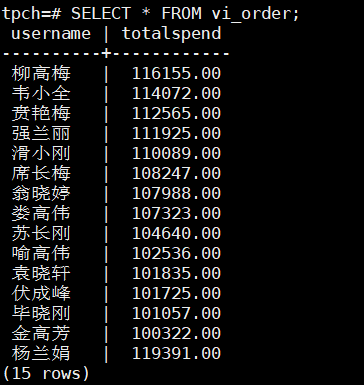 tpch=# SELECT * FROM vi_order;
username | totalspend
----------+------------
柳高梅 | 116155.00
韦小全 | 114072.00
贲艳梅 | 112565.00
强兰丽 | 111925.00
滑小刚 | 110089.00
席长梅 | 108247.00
翁晓婷 | 107988.00
娄高伟 | 107323.00
苏长刚 | 104640.00
喻高伟 | 102536.00
袁晓轩 | 101835.00
伏成峰 | 101725.00
毕晓刚 | 101057.00
金高芳 | 100322.00
杨兰娟 | 119391.00
(15 rows)